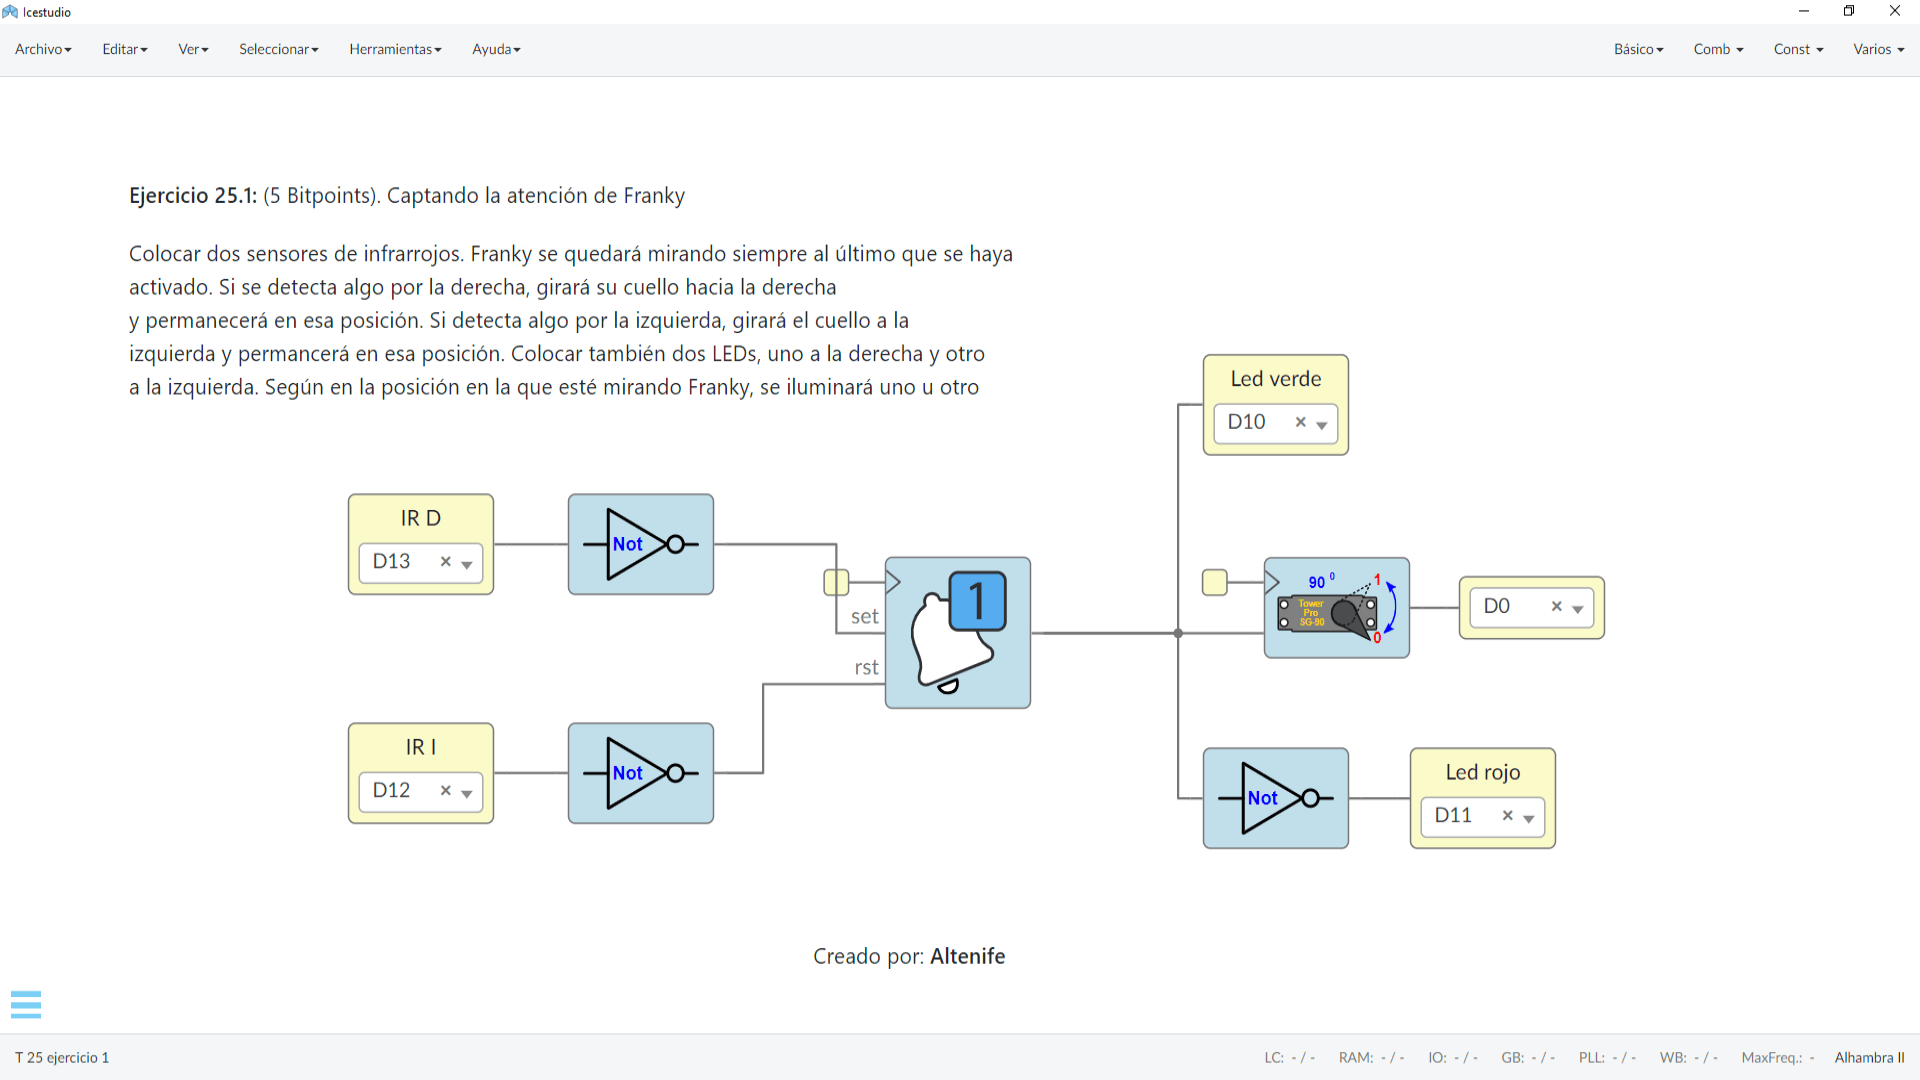 Icestudio
Archivo Editar Ver Seleccionar Herramientas Ayuda Básico Comb Const Varios
Ejercicio 25.1: (5 Bitpoints). Captando la atención de Franky
Colocar dos sensores de infrarrojos. Franky se quedará mirando siempre al último que se haya
activado. Si se detecta algo por la derecha, girará su cuello hacia la derecha
y permanecerá en esa posición. Si detecta algo por la izquierda, girará el cuello a la
izquierda y permancerá en esa posición. Colocar también dos LEDs, uno a la derecha y otro
a la izquierda. Según en la posición en la que esté mirando Franky, se iluminará uno u otro
Led verde
D10 ×
IR D
D13 ×
Not
set
rst
1
90 0
1
Tower
Pro
SG-90
0
D0 ×
IR I
D12 ×
Not
Not
Led rojo
D11 ×
Creado por: Altenife
T 25 ejercicio 1 LC: - / - RAM: - / - IO: - / - GB: - / - PLL: - / - WB: - / - MaxFreq.: - Alhambra II